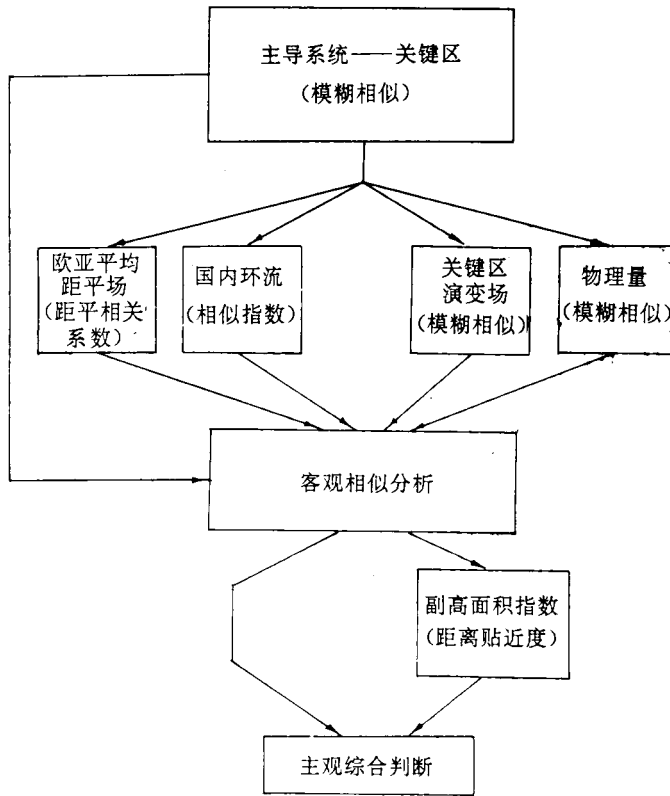 主导系统——关键区
(模糊相似)
欧亚平均
距平场
(距平相关
系数)
国内环流
(相似指数)
关键区
演变场
(模糊相似)
物理量
(模糊相似)
客观相似分析
副高面积指数
(距离贴近度)
主观综合判断